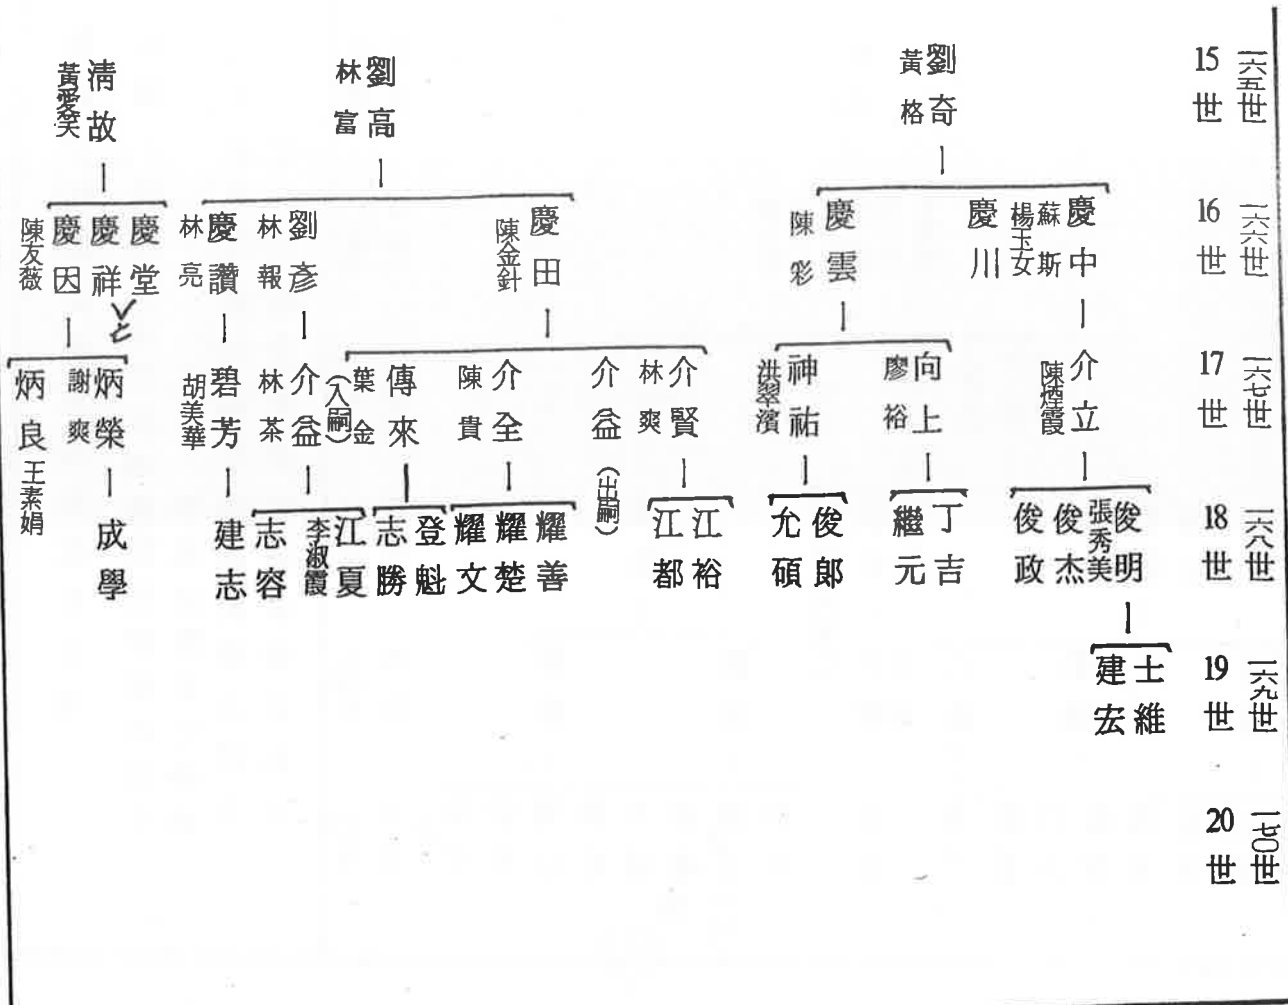 一六五世
15世
劉奇
黃格
劉高
林富
清故
黃愛笑
一六六世
16世
慶中
蘇斯
楊玉女
慶川
慶雲
陳彩
慶田
陳金針
劉彥
林報
慶讚
林亮
慶堂
慶祥
慶因
陳友薇
一六七世
17世
介立
陳煙霞
向上
廖裕
神祐
洪翠濱
介賢
林爽
介益(出嗣)
介全
陳貴
傳來
葉金
(入嗣)
介益
林茶
碧芳
胡美華
炳榮
謝爽
炳良
王素娟
一六八世
18世
俊明
張秀美
俊杰
俊政
丁吉
繼元
俊郎
允碩
江裕
江都
耀善
耀楚
耀文
登魁
志勝
江夏
李淑霞
志容
建志
成學
一六九世
19世
士維
建宏
一七〇世
20世